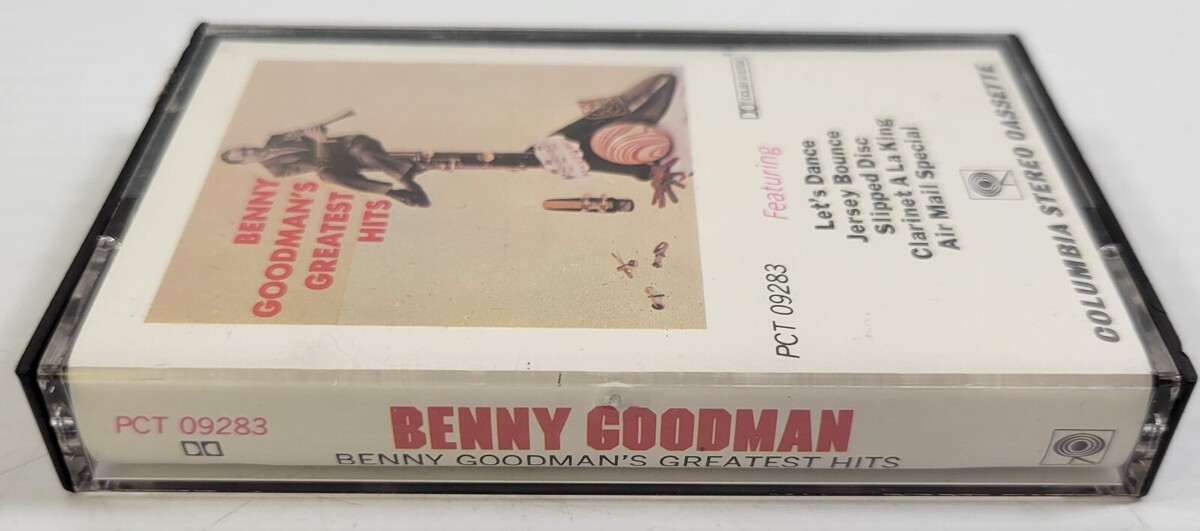 BENNY
GOODMAN'S
GREATEST
HITS
Featuring
Let's Dance
Jersey Bounce
Slipped Disc
Clarinet A La King
Air Mail Special
PCT 09283
COLUMBIA STEREO CASSETTE
PCT 09283
BENNY GOODMAN
BENNY GOODMAN'S GREATEST HITS